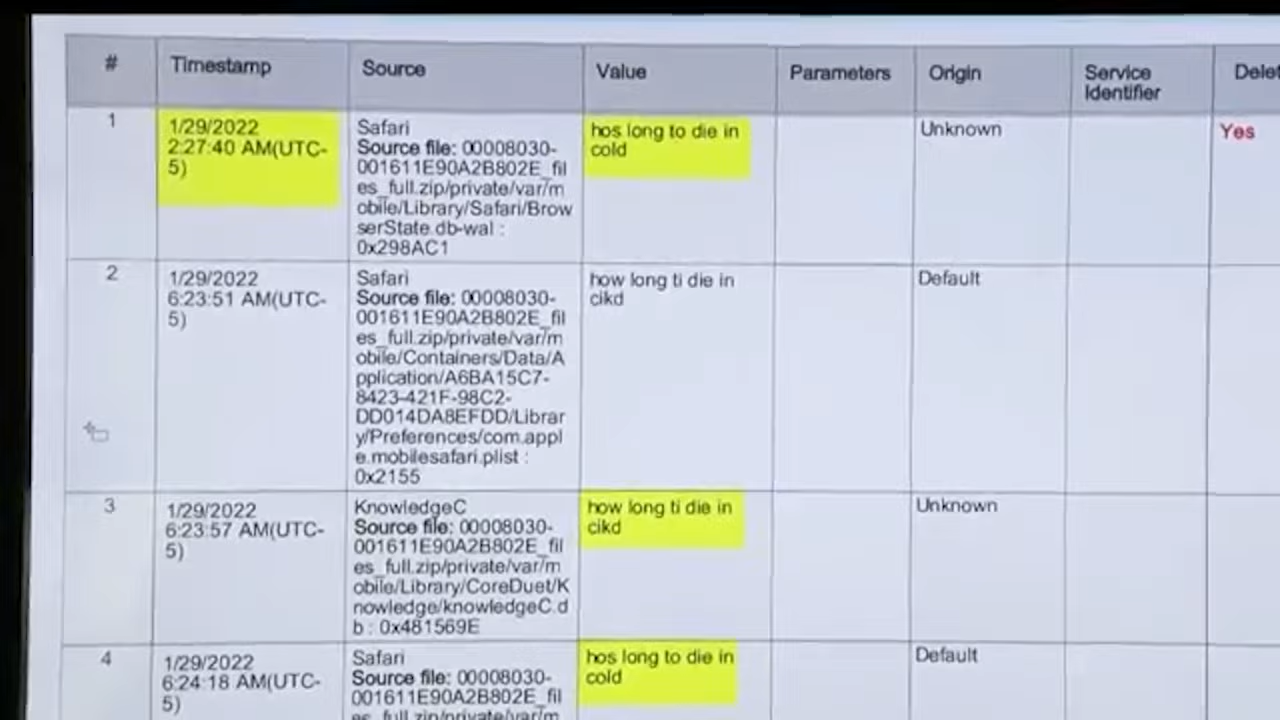 #
Timestamp
Source
Value
Parameters
Origin
Service
Identifier
Delet
1
1/29/2022
2:27:40 AM(UTC-
5)
Safari
Source file: 00008030-
001611E90A2B802E_fil
es_full.zip/private/var/m
obile/Library/Safari/Brow
serState.db-wal :
0x298AC1
hos long to die in
cold
Unknown
Yes
2
1/29/2022
6:23:51 AM(UTC-
5)
Safari
Source file: 00008030-
001611E90A2B802E_fil
es_full.zip/private/var/m
obile/Containers/Data/A
pplication/A6BA15C7-
8423-421F-98C2-
DD014DA8EFDD/Librar
y/Preferences/com.appl
e.mobilesafari.plist :
0x2155
how long ti die in
cikd
Default
3
1/29/2022
6:23:57 AM(UTC-
5)
KnowledgeC
Source file: 00008030-
001611E90A2B802E_fil
es_full.zip/private/var/m
obile/Library/CoreDuet/K
nowledge/knowledgeC.d
b : 0x481569E
how long ti die in
cikd
Unknown
4
1/29/2022
6:24:18 AM(UTC-
5)
Safari
Source file: 00008030-
001611E90A2B802E_fil
es_full.zip/private/var/m
hos long to die in
cold
Default